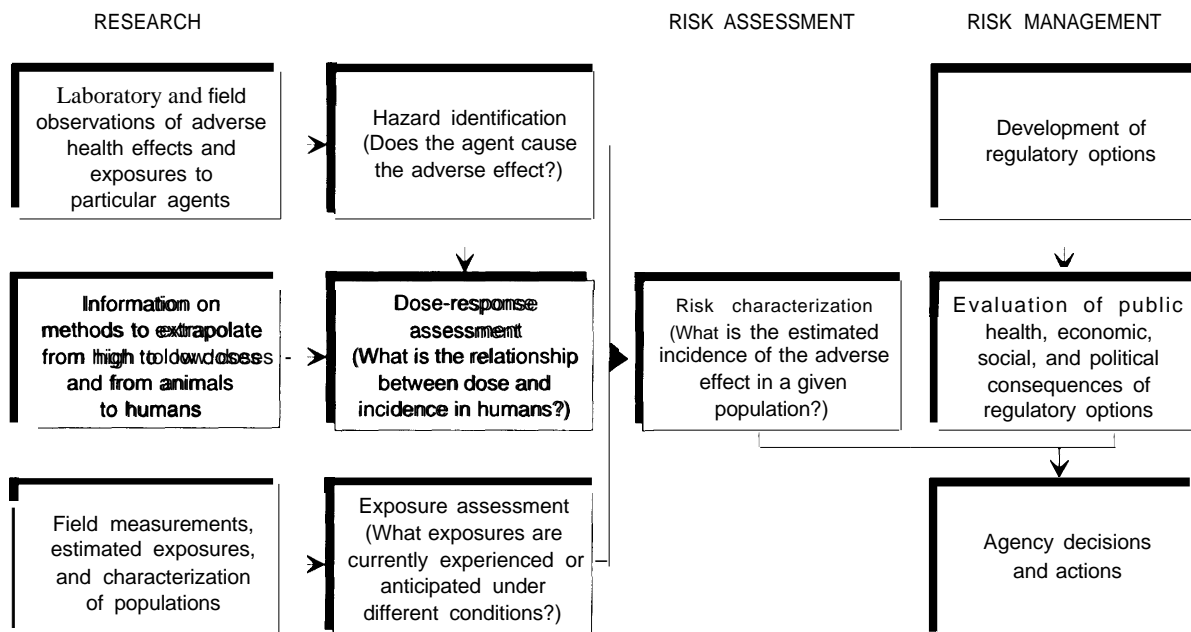 RESEARCH
RISK ASSESSMENT
RISK MANAGEMENT
Laboratory and field
observations of adverse
health effects and
exposures to
particular agents
Hazard identification
(Does the agent cause
the adverse effect?)
Development of
regulatory options
Information on
methods to extrapolate
from high to low doses
and from animals
to humans
Dose-response
assessment
(What is the relationship
between dose and
incidence in humans?)
Risk characterization
(What is the estimated
incidence of the adverse
effect in a given
population?)
Evaluation of public
health, economic,
social, and political
consequences of
regulatory options
Field measurements,
estimated exposures,
and characterization
of populations
Exposure assessment
(What exposures are
currently experienced or
anticipated under
different conditions?)
Agency decisions
and actions